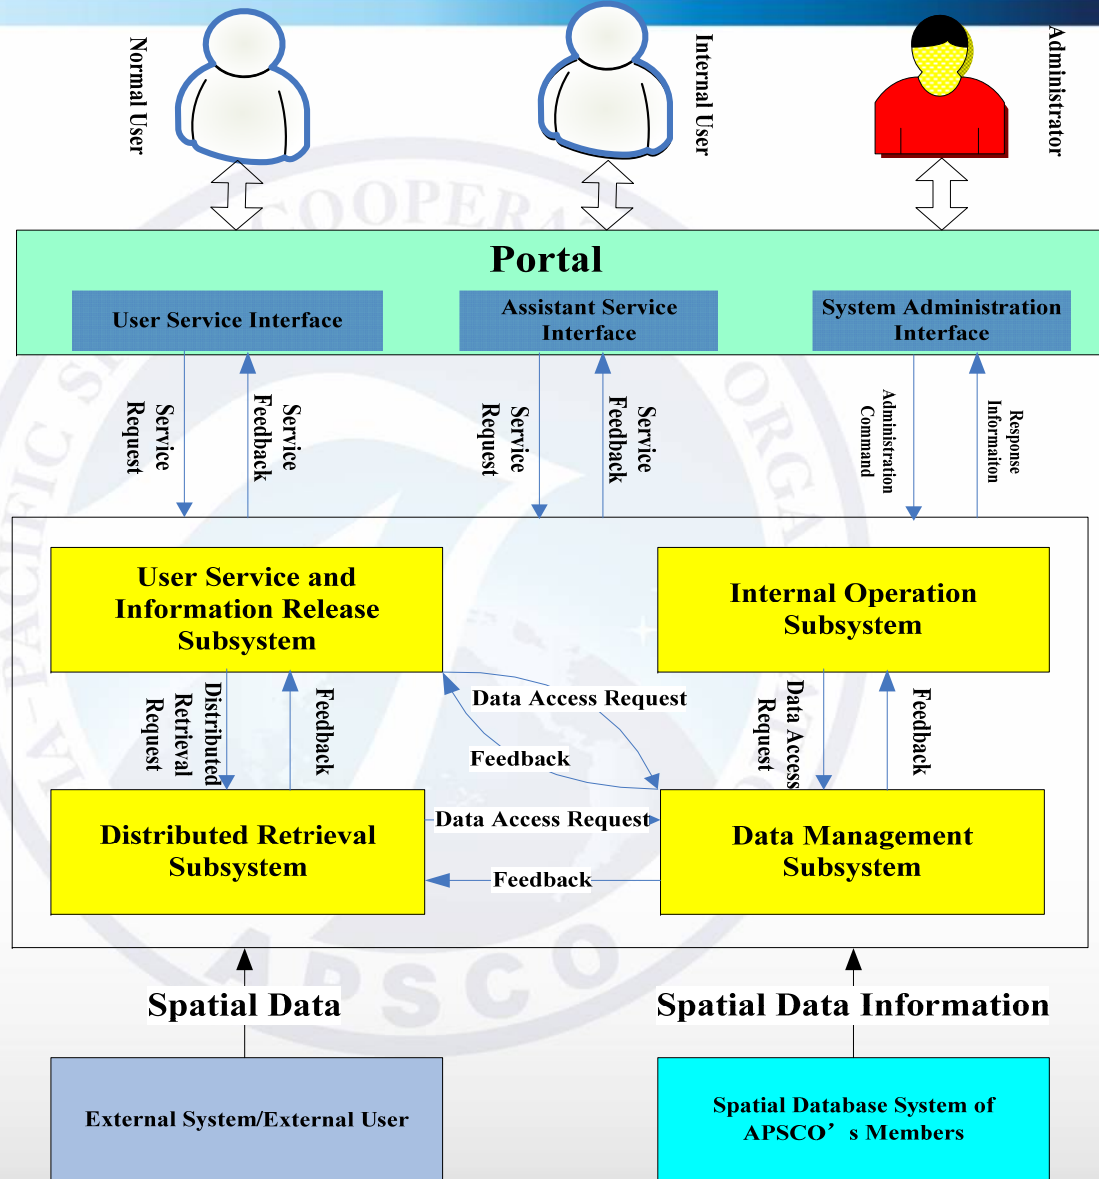 Normal User
Internal User
Administrator
Portal
User Service Interface
Assistant Service
Interface
System Administration
Interface
Service
Request
Service
Feedback
Service
Request
Service
Feedback
Administration
Command
Response
Informaiton
User Service and
Information Release
Subsystem
Internal Operation
Subsystem
Distributed
Retrieval
Request
Feedback
Data Access Request
Feedback
Data Access
Request
Feedback
Distributed Retrieval
Subsystem
Data Access Request
Feedback
Data Management
Subsystem
Spatial Data
Spatial Data Information
External System/External User
Spatial Database System of
APSCO’s Members
APSCO